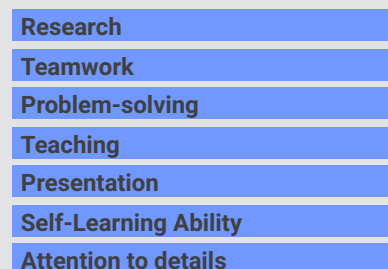 Research
Teamwork
Problem-solving
Teaching
Presentation
Self-Learning Ability
Attention to details